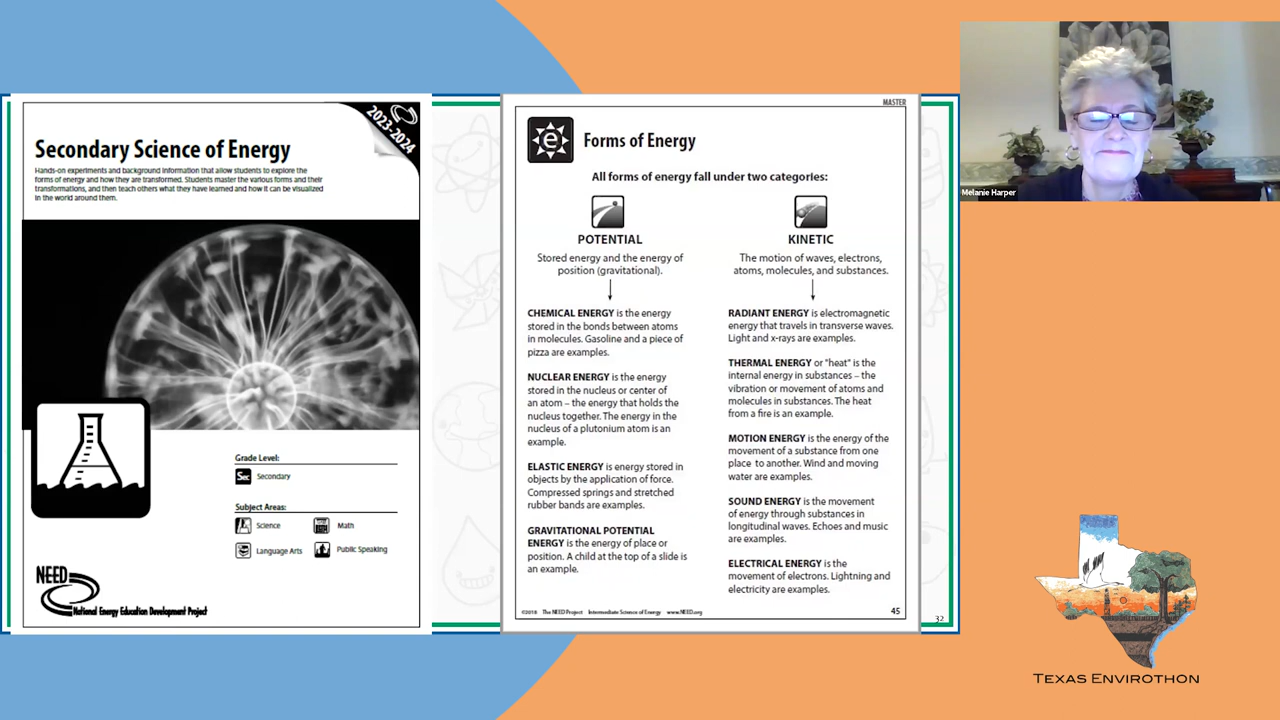 2023-2024
Secondary Science of Energy
Hands-on experiments and background information that allow students to explore the
forms of energy and how they are transformed. Students master the various forms and their
transformations, and then teach others what they have learned and how it can be visualized
in the world around them.
Grade Level:
Sec Secondary
Subject Areas:
Science
Math
Language Arts
Public Speaking
NEED
National Energy Education Development Project
MASTER
e
Forms of Energy
All forms of energy fall under two categories:
POTENTIAL
Stored energy and the energy of
position (gravitational).
CHEMICAL ENERGY is the energy
stored in the bonds between atoms
in molecules. Gasoline and a piece of
pizza are examples.
NUCLEAR ENERGY is the energy
stored in the nucleus or center of
an atom – the energy that holds the
nucleus together. The energy in the
nucleus of a plutonium atom is an
example.
ELASTIC ENERGY is energy stored in
objects by the application of force.
Compressed springs and stretched
rubber bands are examples.
GRAVITATIONAL POTENTIAL
ENERGY is the energy of place or
position. A child at the top of a slide is
an example.
KINETIC
The motion of waves, electrons,
atoms, molecules, and substances.
RADIANT ENERGY is electromagnetic
energy that travels in transverse waves.
Light and x-rays are examples.
THERMAL ENERGY or "heat" is the
internal energy in substances – the
vibration or movement of atoms and
molecules in substances. The heat
from a fire is an example.
MOTION ENERGY is the energy of the
movement of a substance from one
place to another. Wind and moving
water are examples.
SOUND ENERGY is the movement
of energy through substances in
longitudinal waves. Echoes and music
are examples.
ELECTRICAL ENERGY is the
movement of electrons. Lightning and
electricity are examples.
©2018 The NEED Project Intermediate Science of Energy www.NEED.org
45
32
Melanie Harper
TEXAS ENVIROTHON